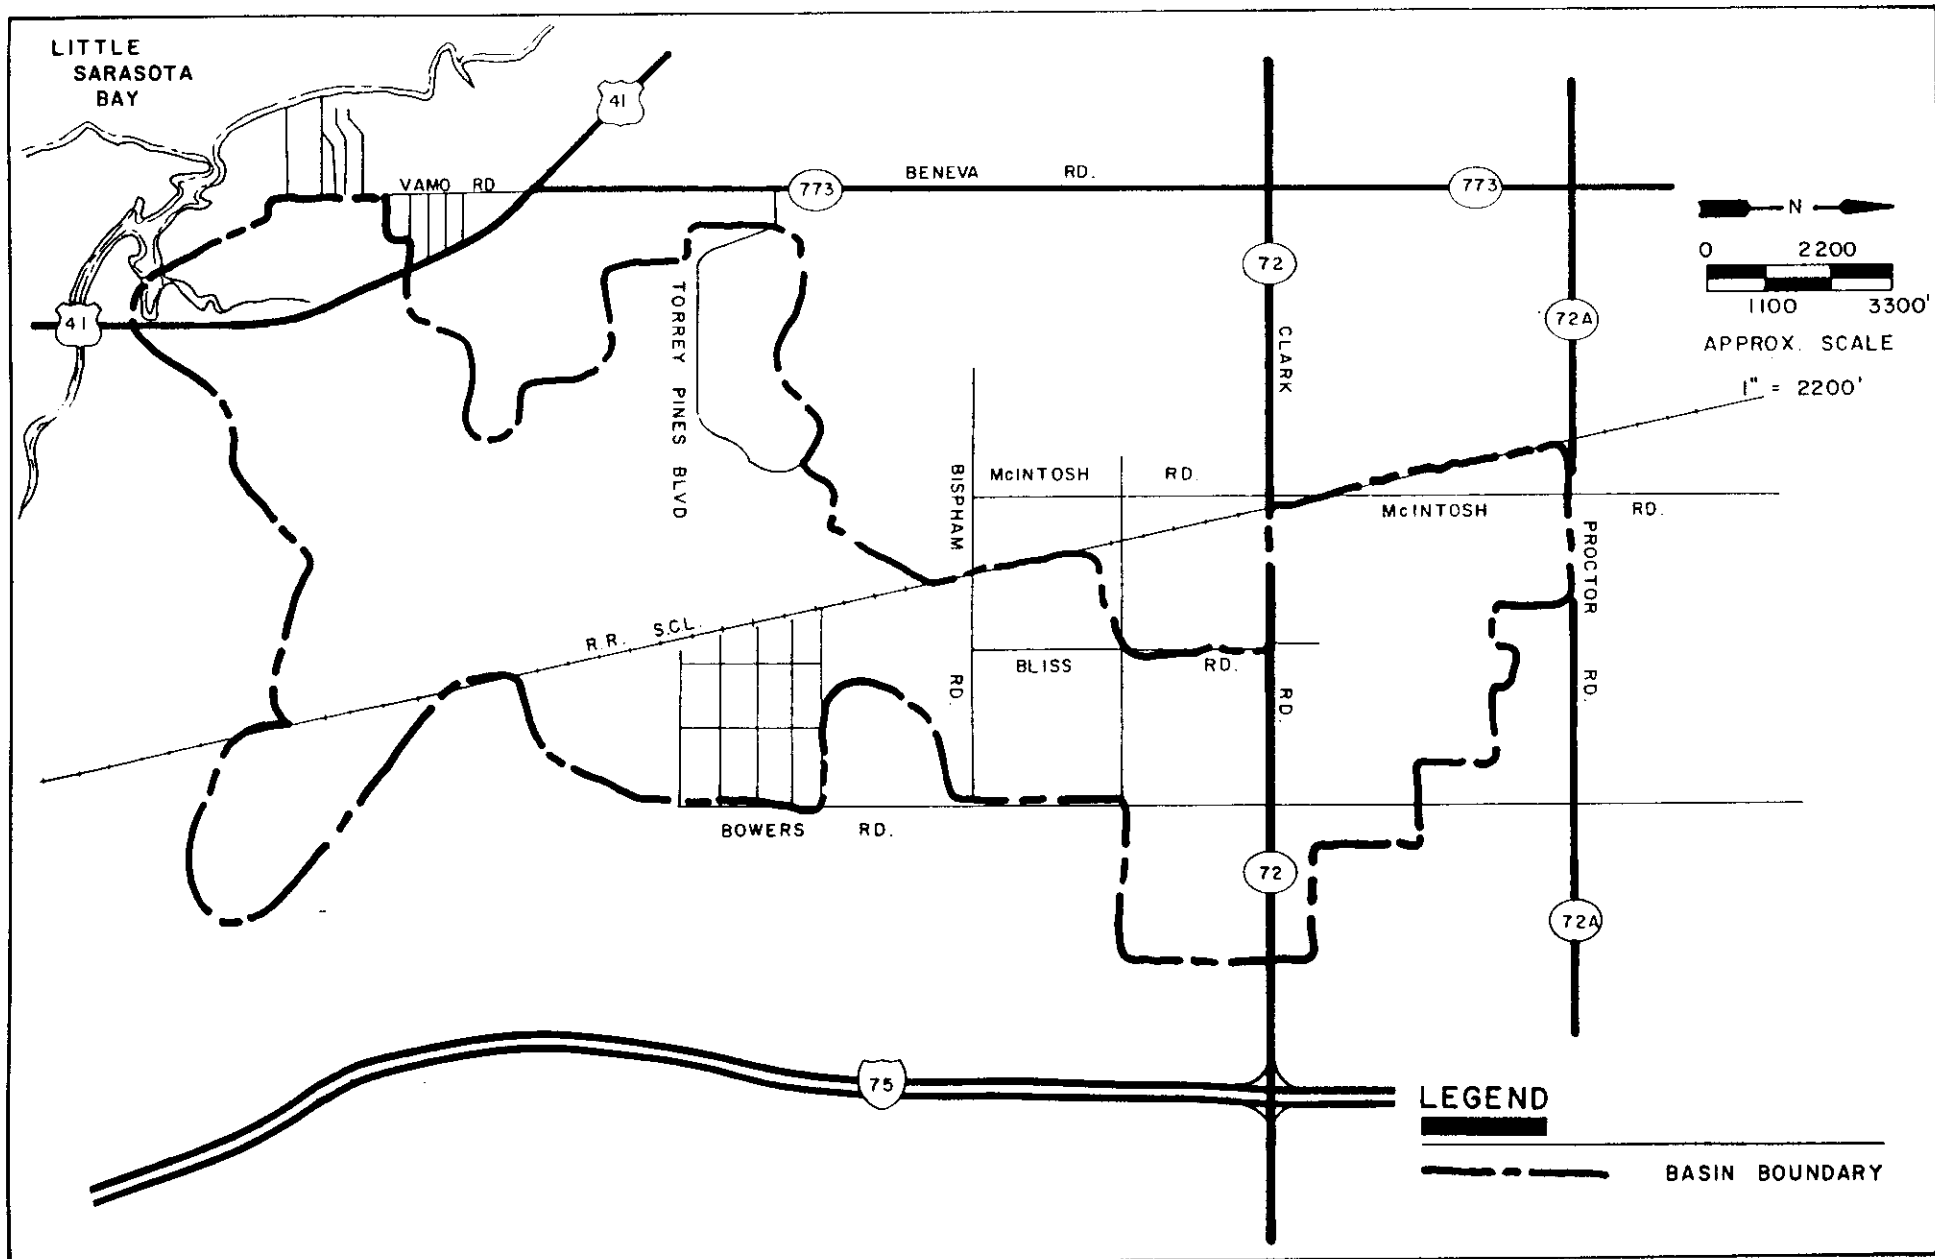 LITTLE
SARASOTA
BAY
41
VAMO RD
773
BENEVA RD.
773
N
0 2200
1100 3300'
APPROX. SCALE
1" = 2200'
72
72A
41
TORREY PINES BLVD
CLARK RD.
BISPHAM RD.
McINTOSH RD.
McINTOSH RD.
PROCTOR RD.
R.R. S.C.L.
BLISS RD.
BOWERS RD.
72
72A
75
LEGEND
BASIN BOUNDARY